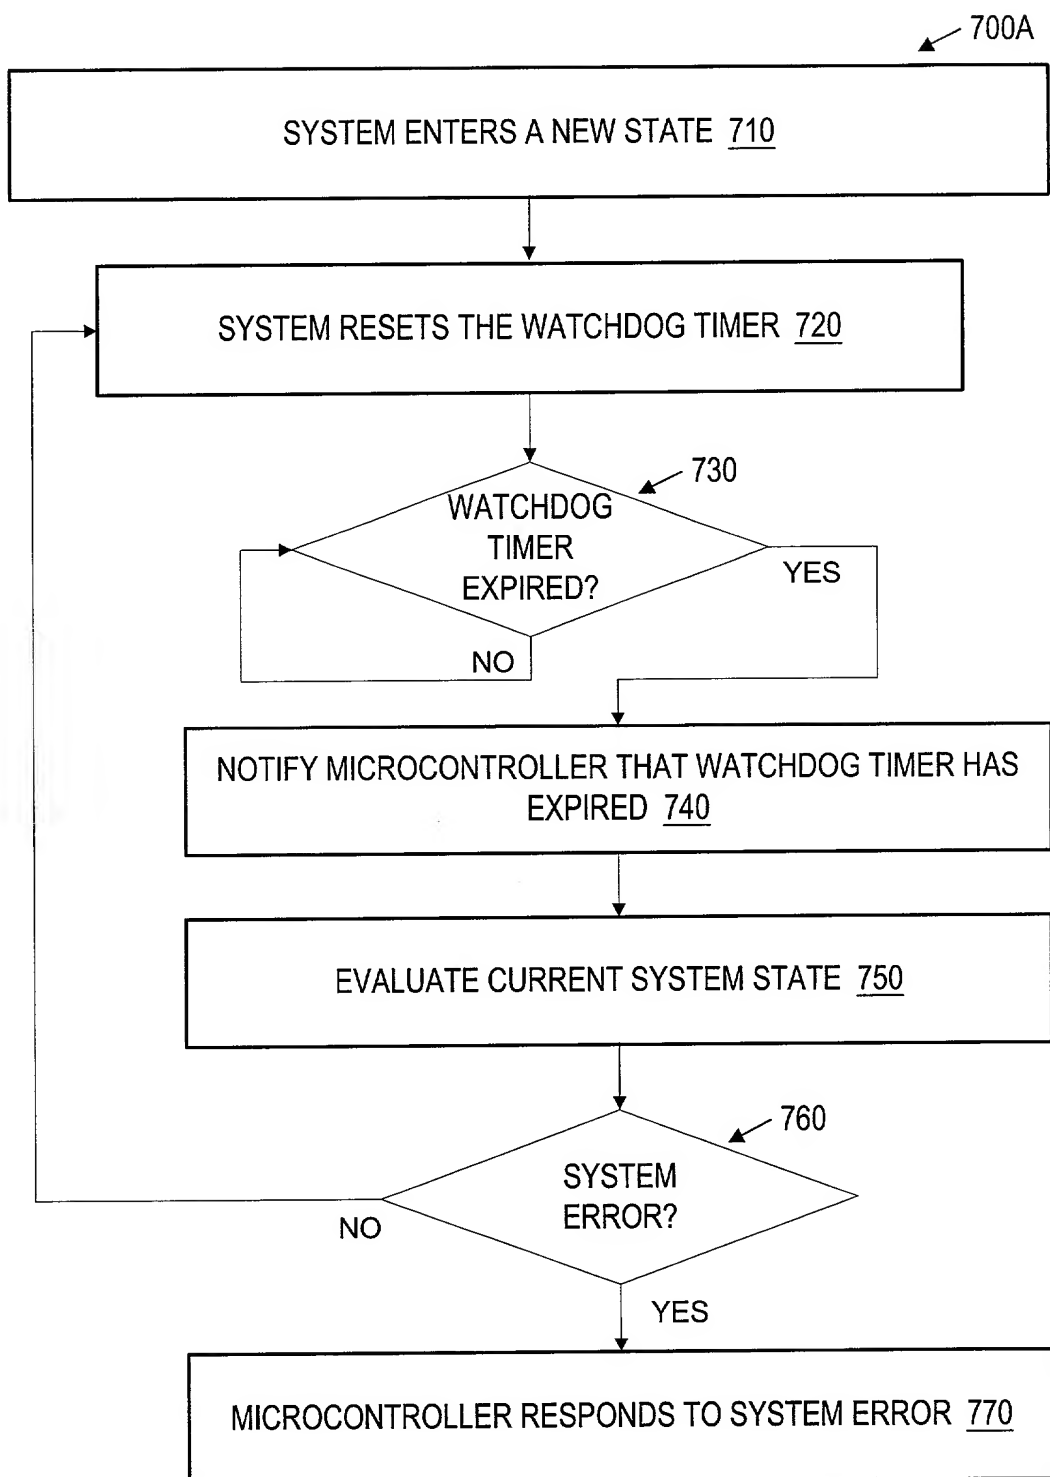 700A
SYSTEM ENTERS A NEW STATE 710
SYSTEM RESETS THE WATCHDOG TIMER 720
730
WATCHDOG
TIMER
EXPIRED?
YES
NO
NOTIFY MICROCONTROLLER THAT WATCHDOG TIMER HAS
EXPIRED 740
EVALUATE CURRENT SYSTEM STATE 750
760
SYSTEM
ERROR?
NO
YES
MICROCONTROLLER RESPONDS TO SYSTEM ERROR 770